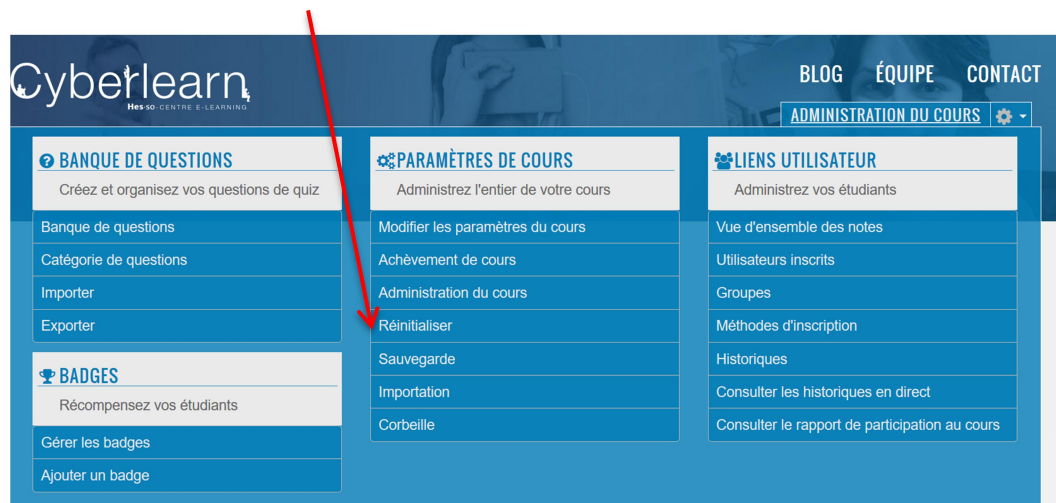 Cyberlearn
Hes·so - CENTRE E-LEARNING
BLOG ÉQUIPE CONTACT
ADMINISTRATION DU COURS
BANQUE DE QUESTIONS
Créez et organisez vos questions de quiz
Banque de questions
Catégorie de questions
Importer
Exporter
BADGES
Récompensez vos étudiants
Gérer les badges
Ajouter un badge
PARAMÈTRES DE COURS
Administrez l'entier de votre cours
Modifier les paramètres du cours
Achèvement de cours
Administration du cours
Réinitialiser
Sauvegarde
Importation
Corbeille
LIENS UTILISATEUR
Administrez vos étudiants
Vue d'ensemble des notes
Utilisateurs inscrits
Groupes
Méthodes d'inscription
Historiques
Consulter les historiques en direct
Consulter le rapport de participation au cours